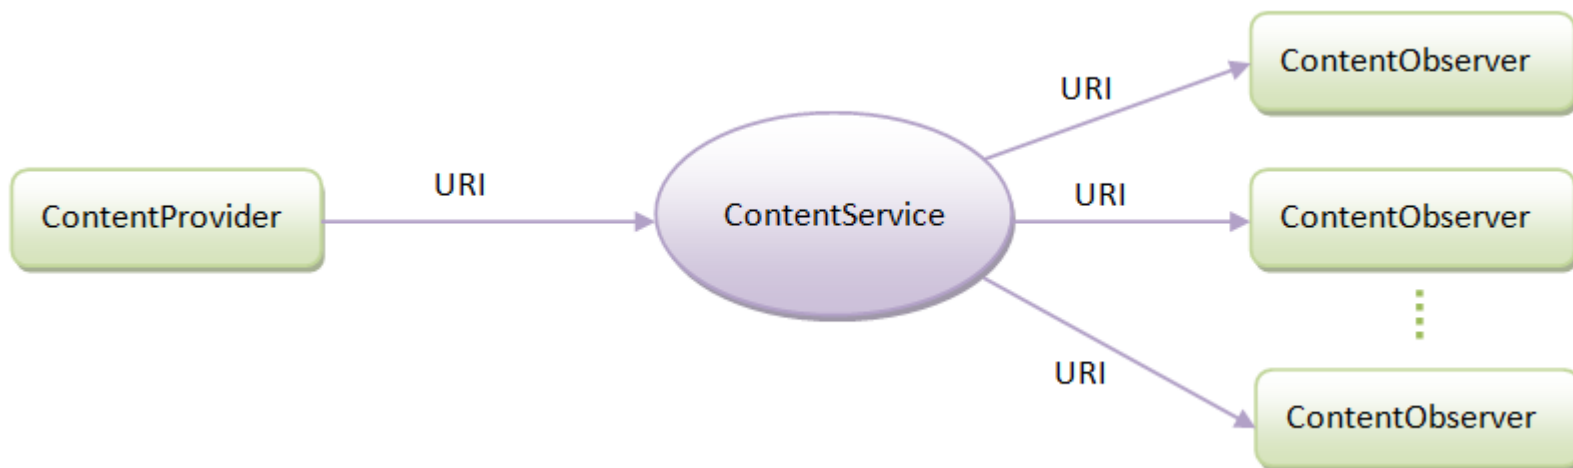 ContentObserver
URI
URI
URI
ContentProvider
ContentService
ContentObserver
URI
ContentObserver